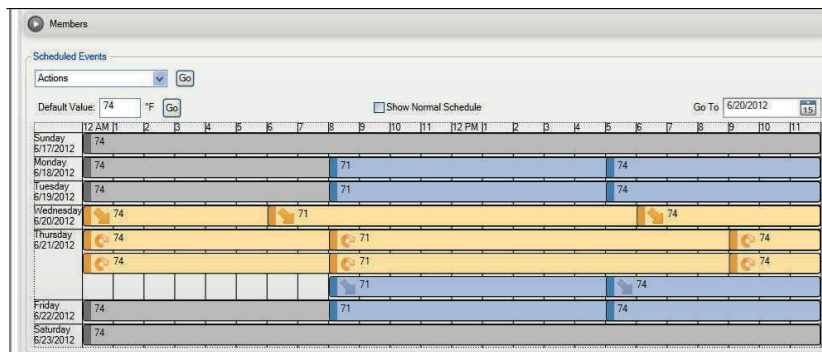 Members
Scheduled Events
Actions Go
Default Value: 74 °F Go Show Normal Schedule Go To 6/20/2012 15
12 AM 1 2 3 4 5 6 7 8 9 10 11 12 PM 1 2 3 4 5 6 7 8 9 10 11
Sunday 74
6/17/2012
Monday 74 71 74
6/18/2012
Tuesday 74 71 74
6/19/2012
Wednesday 74 71 74
6/20/2012
Thursday 74 71 74
6/21/2012
74 71 74
71 74
Friday 74 71 74
6/22/2012
Saturday 74
6/23/2012